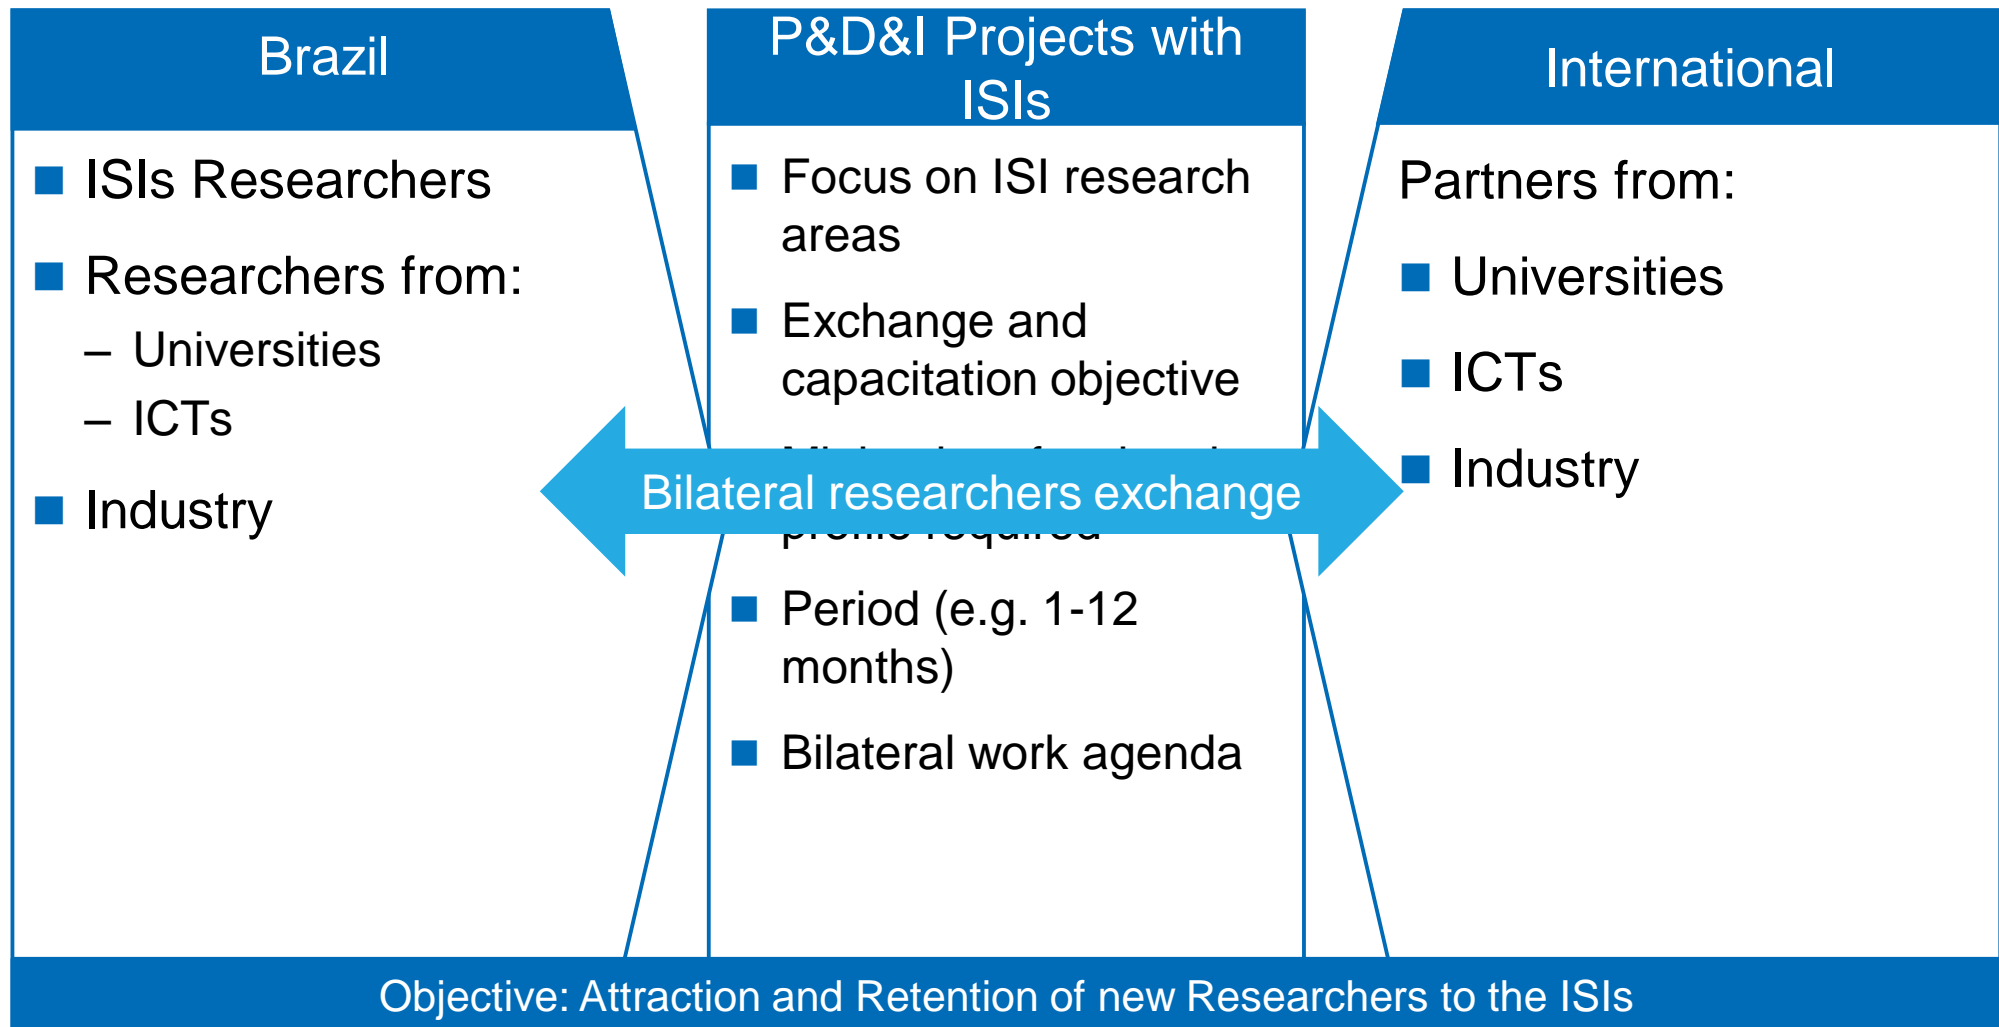 Brazil
ISIs Researchers
Researchers from:
– Universities
– ICTs
Industry
P&D&I Projects with
ISIs
Focus on ISI research
areas
Exchange and
capacitation objective
Bilateral researchers exchange
profile required
Period (e.g. 1-12
months)
Bilateral work agenda
International
Partners from:
Universities
ICTs
Industry
Objective: Attraction and Retention of new Researchers to the ISIs